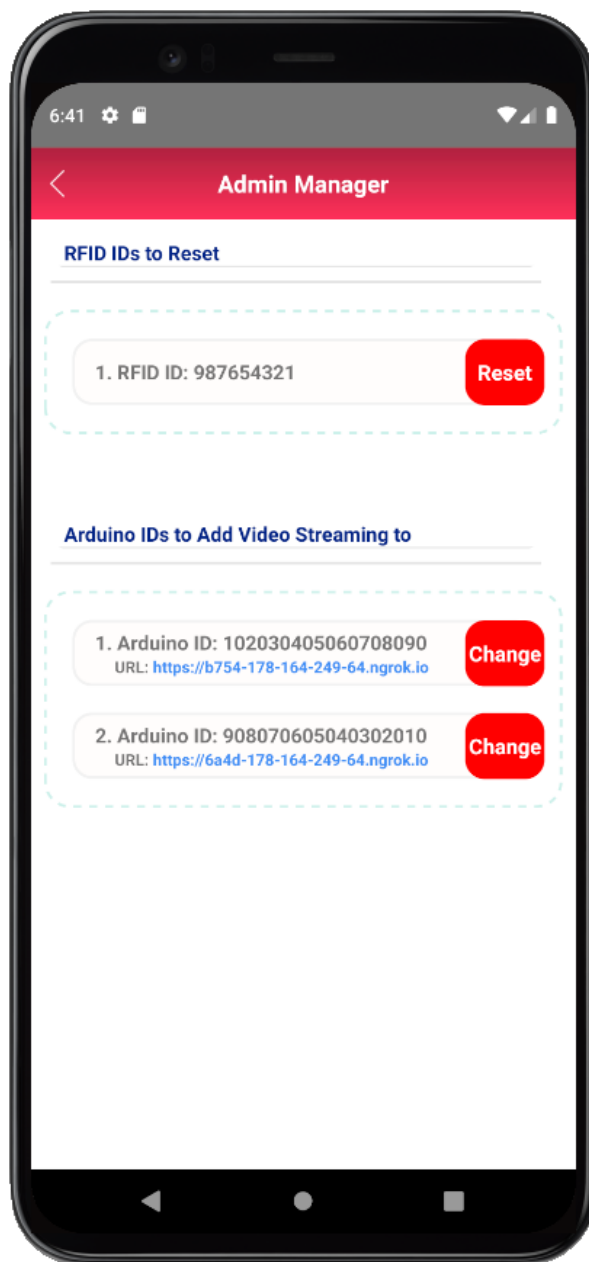 6:41
Admin Manager
RFID IDs to Reset
1. RFID ID: 987654321
Reset
Arduino IDs to Add Video Streaming to
1. Arduino ID: 102030405060708090
URL: https://b754-178-164-249-64.ngrok.io
Change
2. Arduino ID: 908070605040302010
URL: https://6a4d-178-164-249-64.ngrok.io
Change